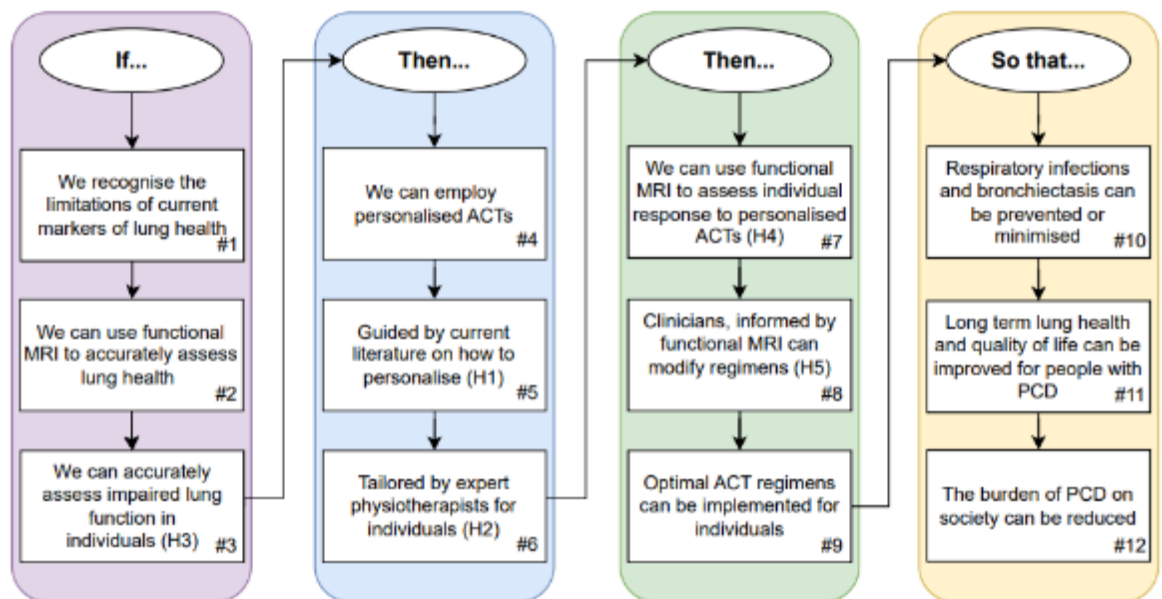 If...
We recognise the
limitations of current
markers of lung health
#1
We can use functional
MRI to accurately assess
lung health
#2
We can accurately
assess impaired lung
function in
individuals (H3)
#3
Then...
We can employ
personalised ACTs
#4
Guided by current
literature on how to
personalise (H1)
#5
Tailored by expert
physiotherapists for
individuals (H2)
#6
Then...
We can use functional
MRI to assess individual
response to personalised
ACTs (H4)
#7
Clinicians, informed by
functional MRI can
modify regimens (H5)
#8
Optimal ACT regimens
can be implemented for
individuals
#9
So that...
Respiratory infections
and bronchiectasis can
be prevented or
minimised
#10
Long term lung health
and quality of life can be
improved for people with
PCD
#11
The burden of PCD on
society can be reduced
#12